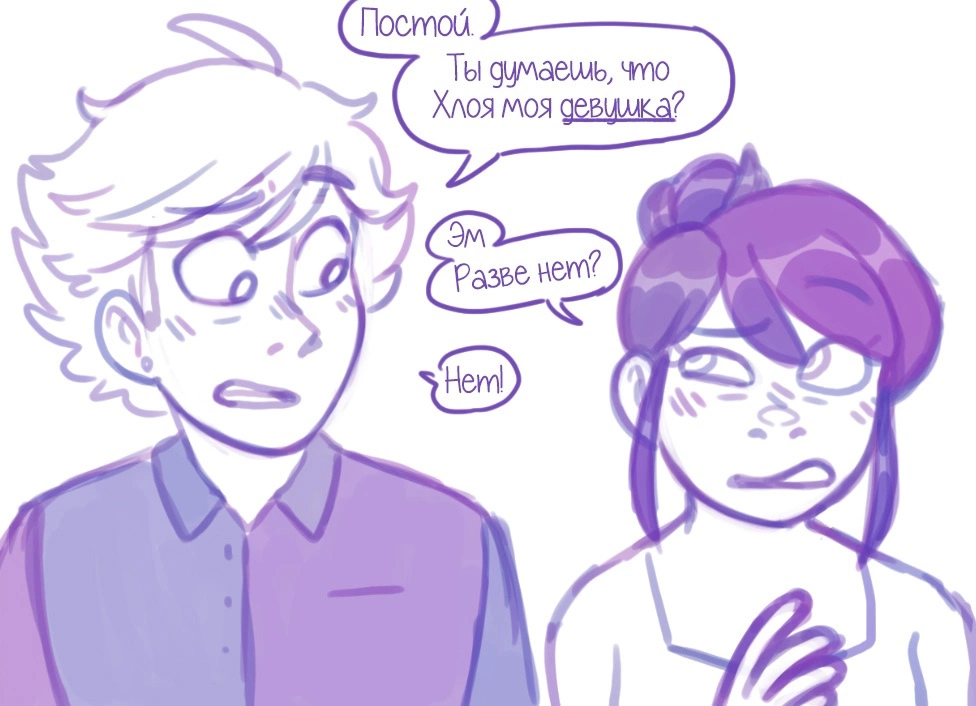 Постой.
Ты думаешь, что
Хлоя моя девушка?
Эм
Разве нет?
Нет!